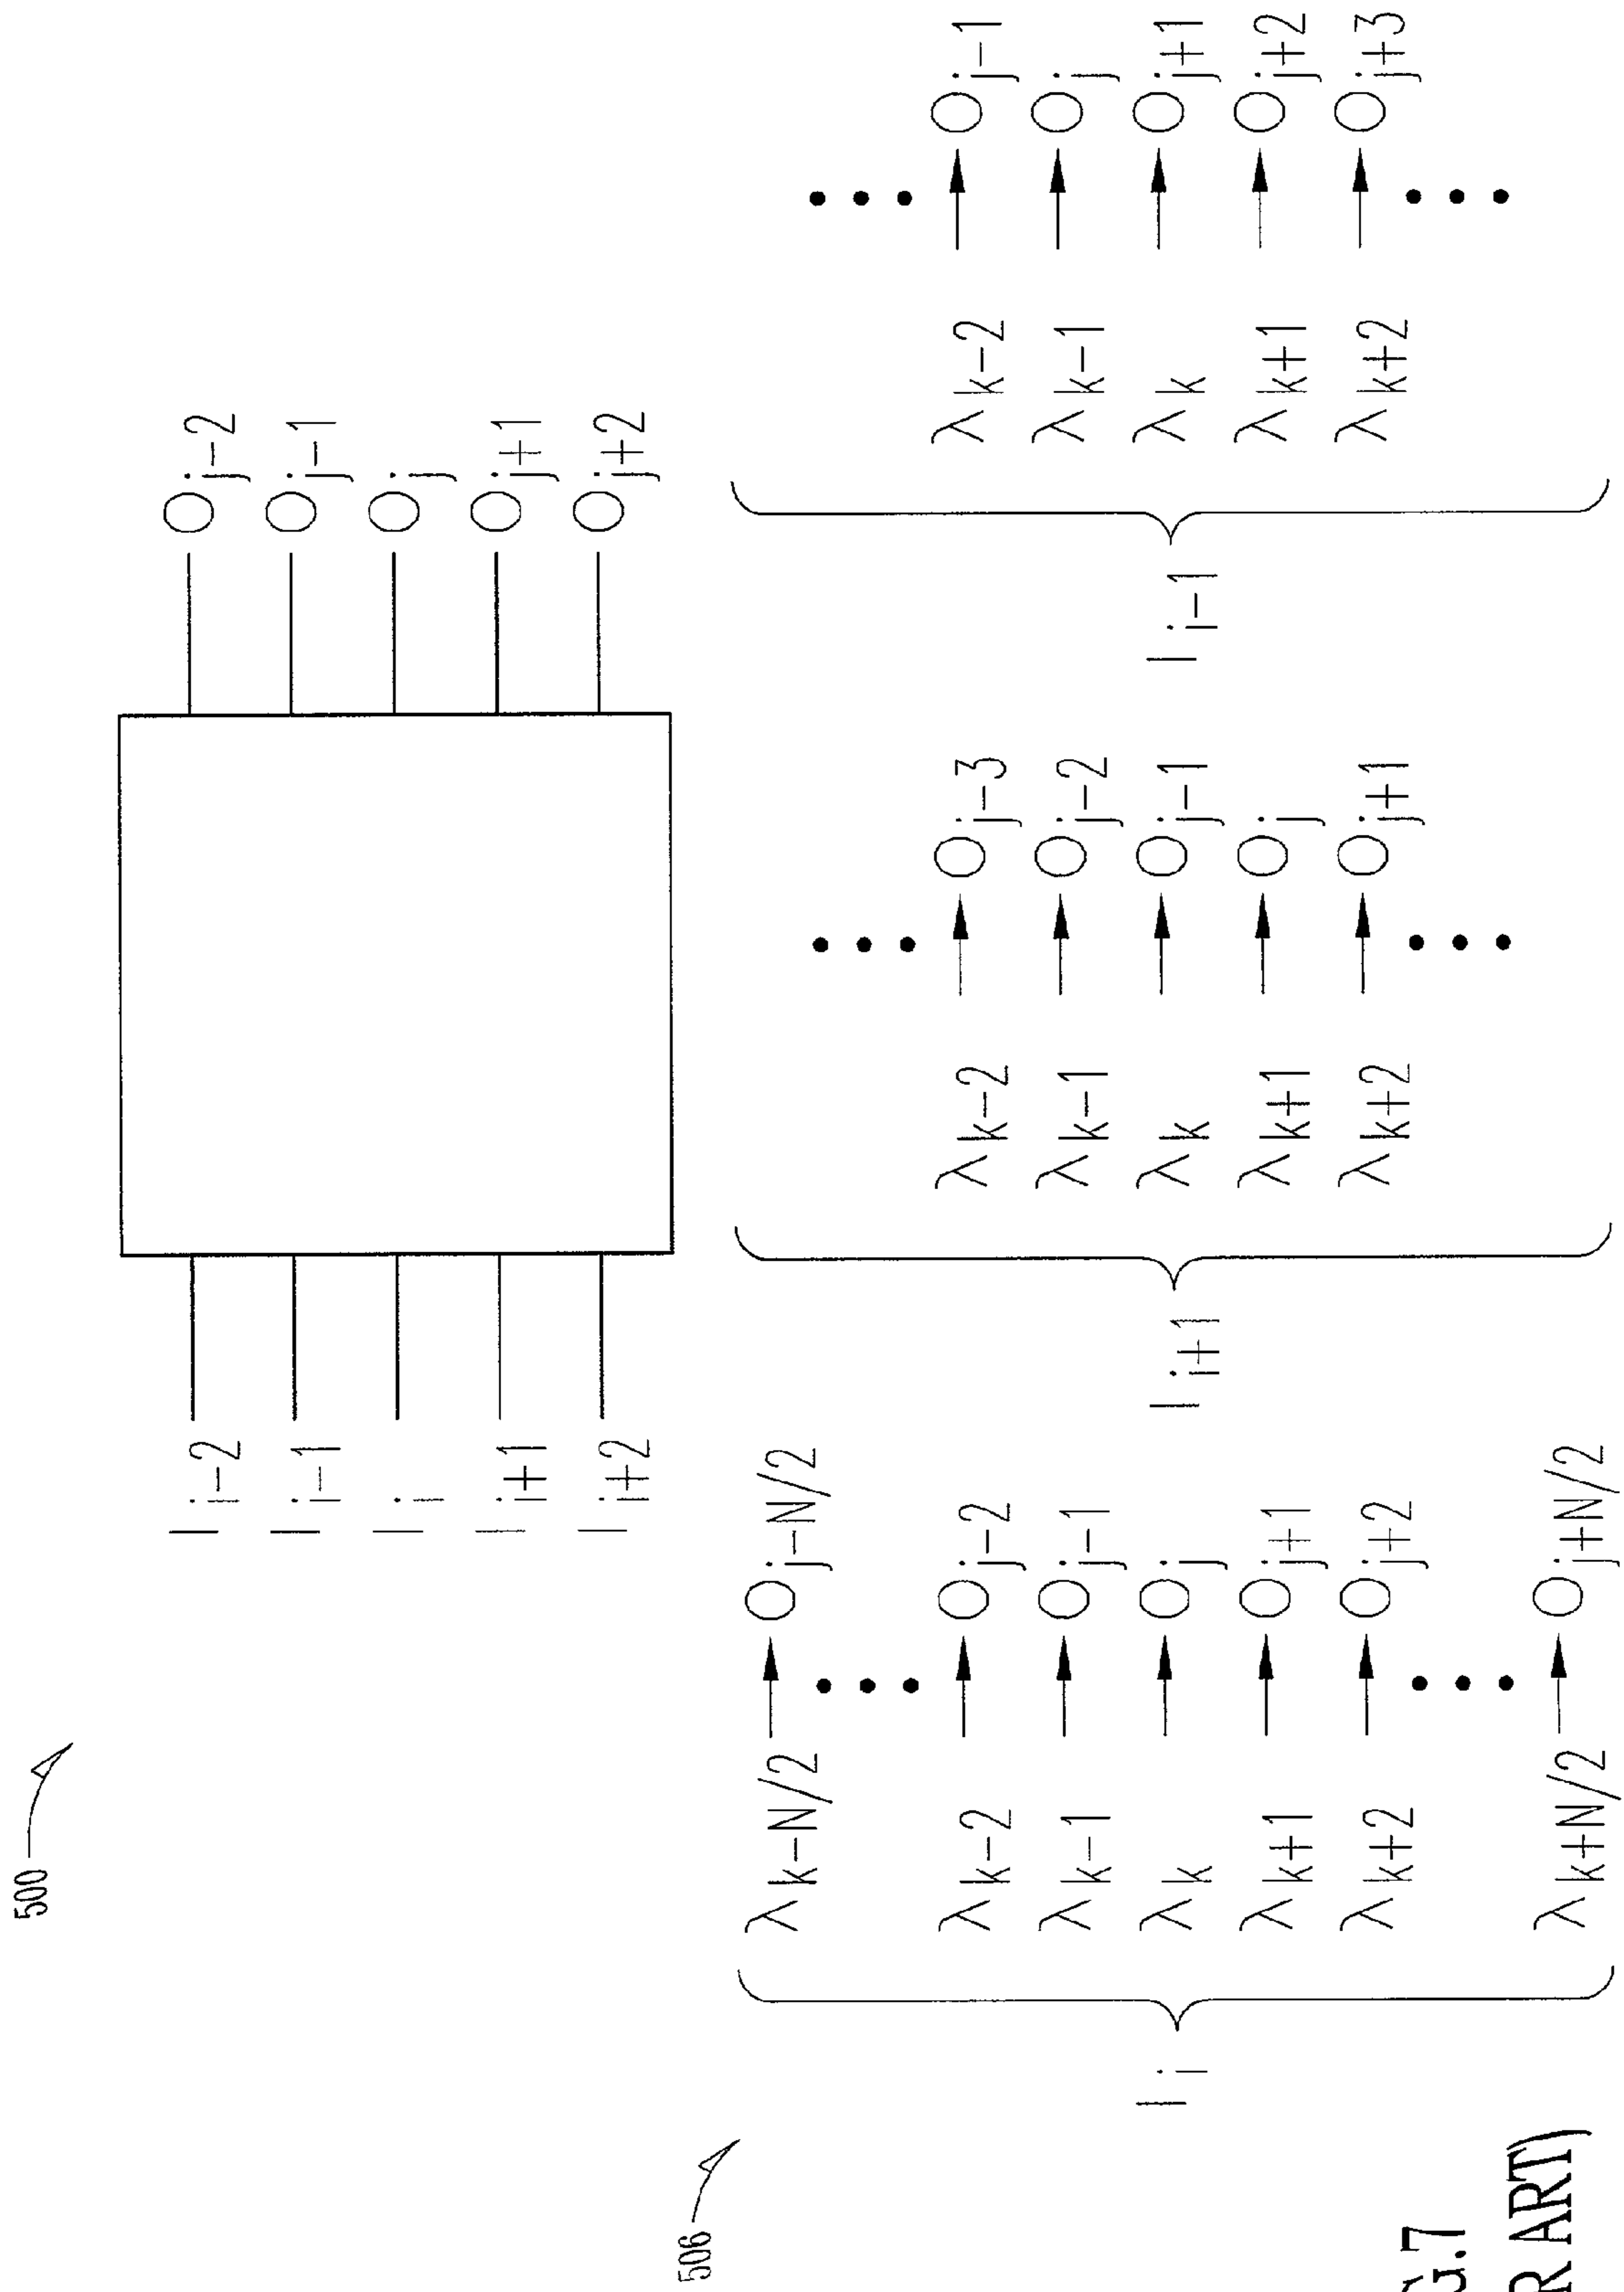 500
I i-2 O j-2
I i-1 O j-1
I i O j
I i+1 O j+1
I i+2 O j+2
506
I i
λ k-N/2 → O j-N/2
λ k-2 → O j-2
λ k-1 → O j-1
λ k → O j
λ k+1 → O j+1
λ k+2 → O j+2
λ k+N/2 → O j+N/2
I i+1
λ k-2 → O j-3
λ k-1 → O j-2
λ k → O j-1
λ k+1 → O j
λ k+2 → O j+1
I i-1
λ k-2 → O j-1
λ k-1 → O j
λ k → O j+1
λ k+1 → O j+2
λ k+2 → O j+3
G.7
R ART)